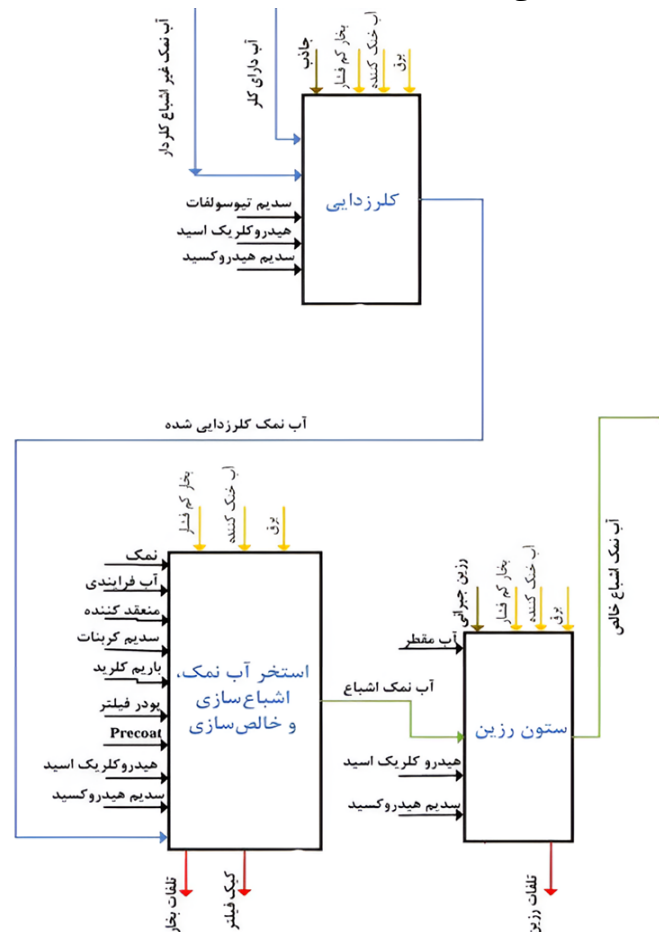 آب نمک غیر اشباع کلردار
آب دارای کلر
جاذب
بخار کم فشار
آب خنک کننده
برق
کلرزدایی
سدیم تیوسولفات
هیدروکلریک اسید
سدیم هیدروکسید
آب نمک کلرزدایی شده
بخار کم فشار
آب خنک کننده
برق
نمک
آب فرایندی
منعقد کننده
سدیم کربنات
باریم کلرید
پودر فیلتر
Precoat
هیدروکلریک اسید
سدیم هیدروکسید
استخر آب نمک،
اشباع‌سازی
و خالص‌سازی
تلفات بخار
کیک فیلتر
آب نمک اشباع
رزین جبرانی
بخار کم فشار
آب خنک کننده
برق
آب مقطر
ستون رزین
هیدرو کلریک اسید
سدیم هیدروکسید
تلفات رزین
آب نمک اشباع خالص